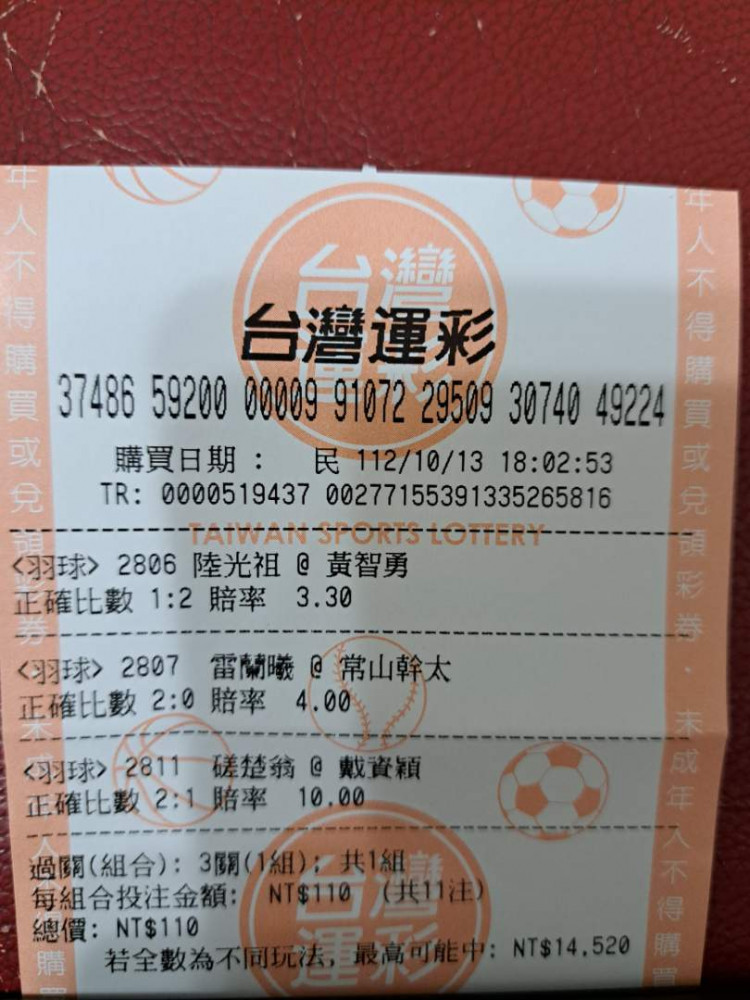 台灣運彩
37486 59200 00009 91072 29509 30740 49224
購買日期： 民 112/10/13 18:02:53
TR: 0000519437 00277155391335265816
TAIWAN SPORTS LOTTERY
<羽球> 2806 陸光祖 @ 黃智勇
正確比數 1:2 賠率 3.30
<羽球> 2807 雷蘭曦 @ 常山幹太
正確比數 2:0 賠率 4.00
<羽球> 2811 磋楚翁 @ 戴資穎
正確比數 2:1 賠率 10.00
過關(組合): 3關(1組); 共1組
每組合投注金額: NT$110 (共11注)
總價: NT$110
若全數為不同玩法, 最高可能中: NT$14,520
年人不得購買或兌領彩券
年人不得購買或兌領彩券·未成年人不得購買